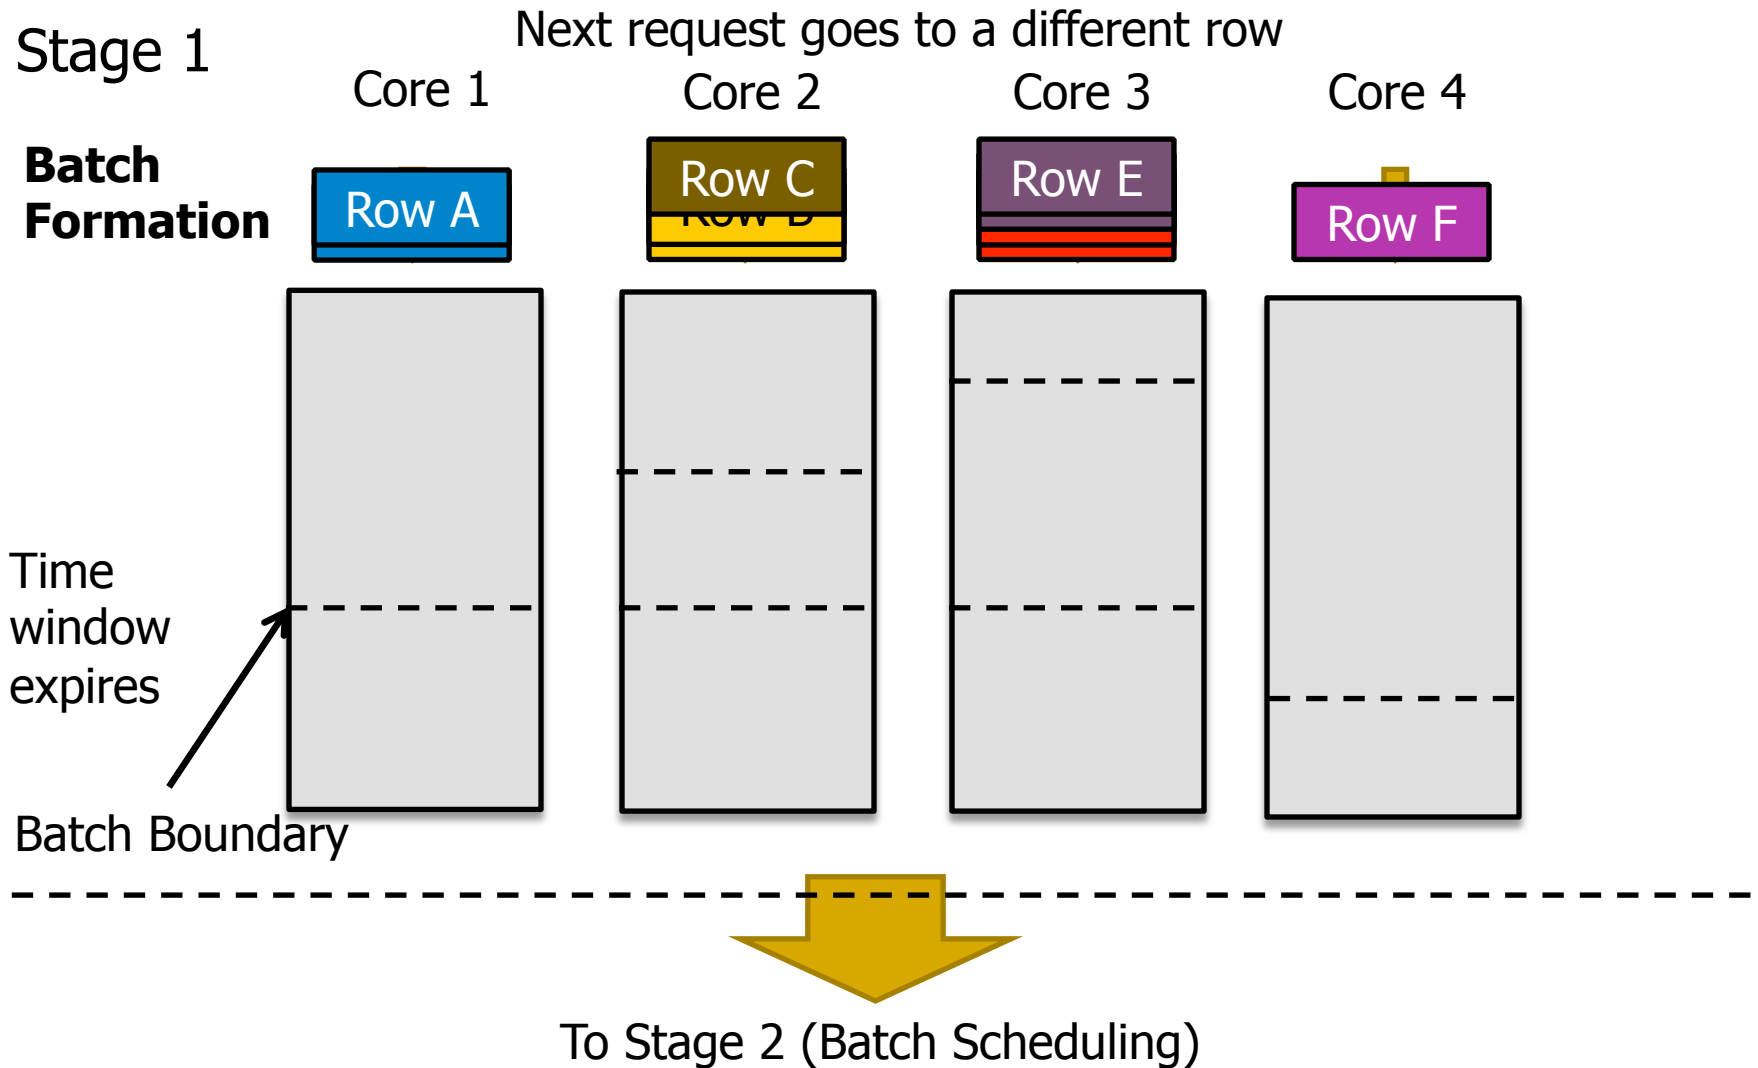 Stage 1
Next request goes to a different row
Core 1
Core 2
Core 3
Core 4
Batch
Formation
Row A
Row C
Row E
Row F
Time
window
expires
Batch Boundary
To Stage 2 (Batch Scheduling)